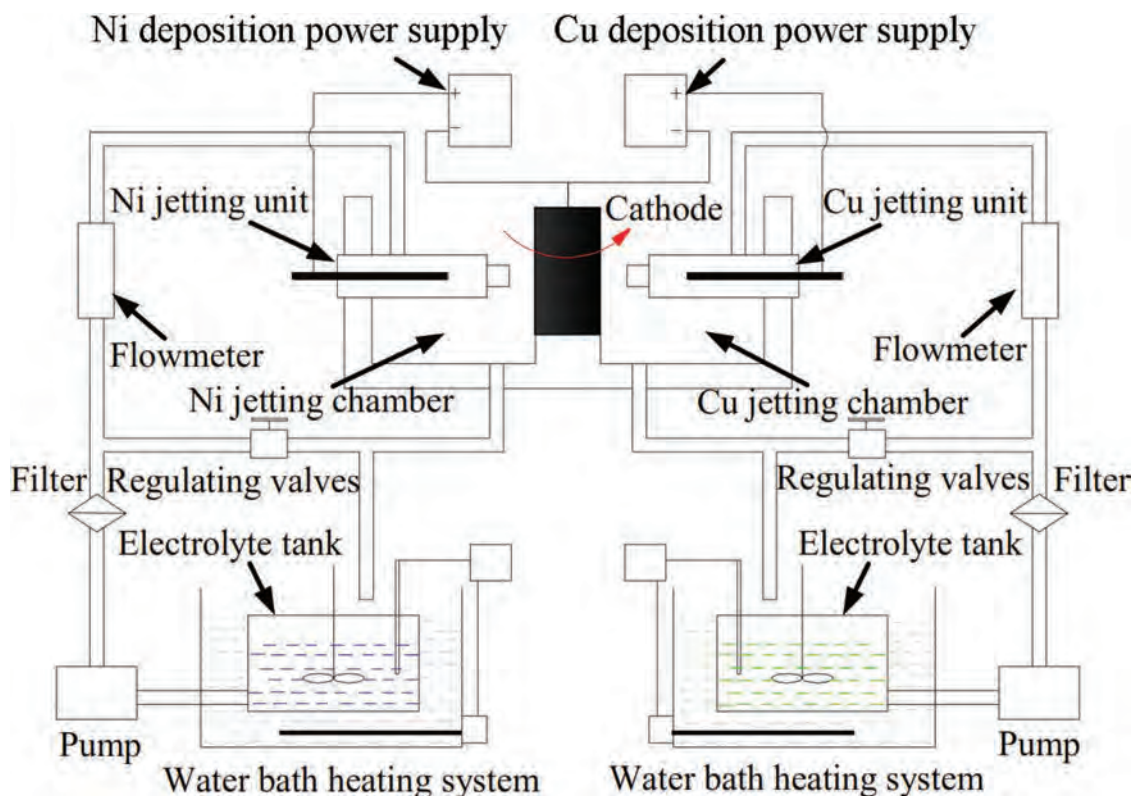 Ni deposition power supply
Cu deposition power supply
+
+
−
−
Ni jetting unit
Cathode
Cu jetting unit
Flowmeter
Flowmeter
Ni jetting chamber
Cu jetting chamber
Filter
Regulating valves
Regulating valves
Filter
Electrolyte tank
Electrolyte tank
Pump
Pump
Water bath heating system
Water bath heating system